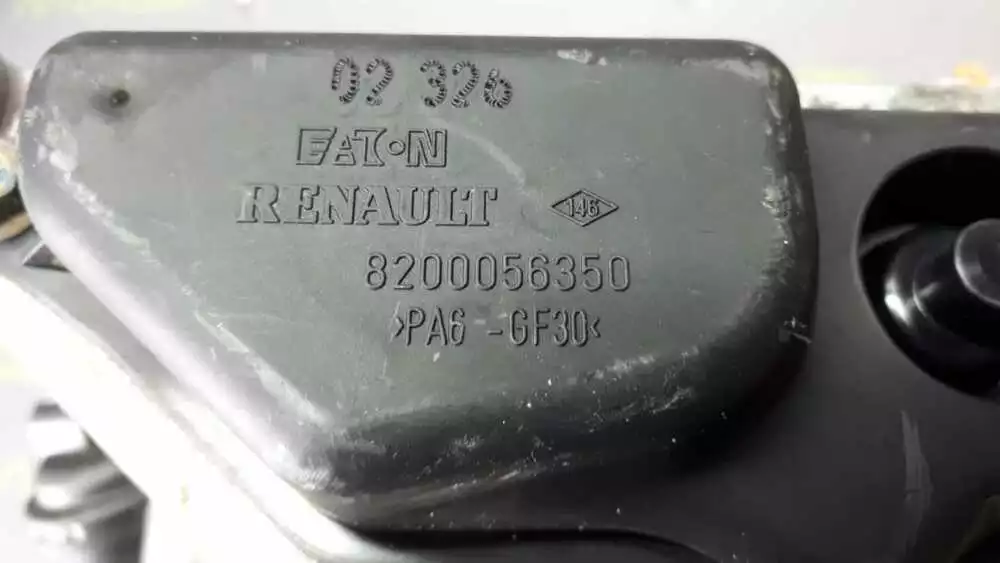 02 326
EATON
RENAULT 146
8200056350
>PA6 -GF30<